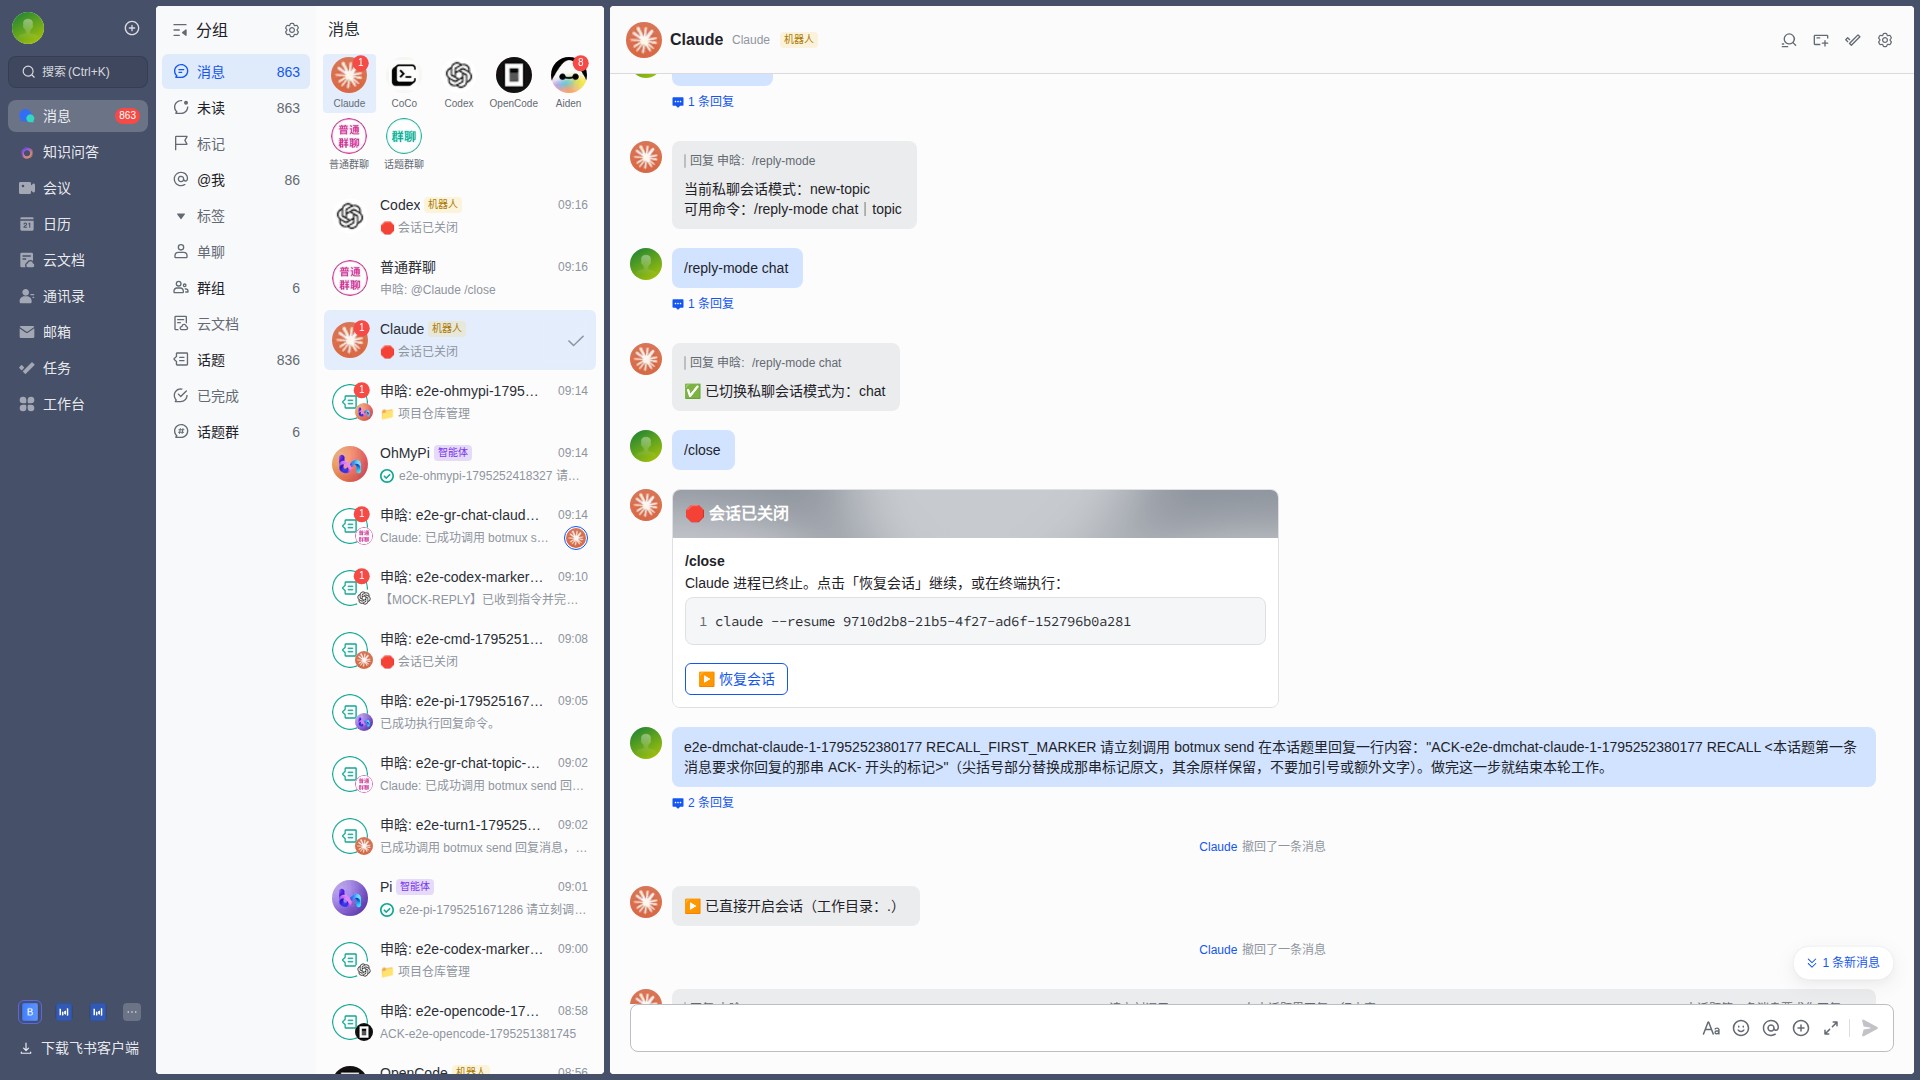 搜索 (Ctrl+K)
消息
863
知识问答
会议
日历
云文档
通讯录
邮箱
任务
工作台
B
下载飞书客户端
分组
消息 863
未读 863
标记
@我 86
标签
单聊
群组 6
云文档
话题 836
已完成
话题群 6
消息
1
8
Claude
CoCo
Codex
OpenCode
Aiden
普通
群聊
群聊
普通群聊
话题群聊
Codex 机器人 09:16
会话已关闭
普通
群聊
普通群聊 09:16
申晗: @Claude /close
1
Claude 机器人
会话已关闭
1
申晗: e2e-ohmypi-1795… 09:14
项目仓库管理
OhMyPi 智能体 09:14
e2e-ohmypi-1795252418327 请…
1
申晗: e2e-gr-chat-claud… 09:14
Claude: 已成功调用 botmux s…
1
申晗: e2e-codex-marker… 09:10
【MOCK-REPLY】已收到指令并完…
申晗: e2e-cmd-1795251… 09:08
会话已关闭
申晗: e2e-pi-179525167… 09:05
已成功执行回复命令。
申晗: e2e-gr-chat-topic-… 09:02
Claude: 已成功调用 botmux send 回…
申晗: e2e-turn1-179525… 09:02
已成功调用 botmux send 回复消息，…
Pi 智能体 09:01
e2e-pi-1795251671286 请立刻调…
申晗: e2e-codex-marker… 09:00
项目仓库管理
申晗: e2e-opencode-17… 08:58
ACK-e2e-opencode-1795251381745
OpenCode 机器人 08:56
Claude Claude 机器人
1 条回复
回复 申晗：/reply-mode
当前私聊会话模式：new-topic
可用命令：/reply-mode chat｜topic
/reply-mode chat
1 条回复
回复 申晗：/reply-mode chat
✅ 已切换私聊会话模式为：chat
/close
会话已关闭
/close
Claude 进程已终止。点击「恢复会话」继续，或在终端执行：
1 claude --resume 9710d2b8-21b5-4f27-ad6f-152796b0a281
▶️ 恢复会话
e2e-dmchat-claude-1-1795252380177 RECALL_FIRST_MARKER 请立刻调用 botmux send 在本话题里回复一行内容："ACK-e2e-dmchat-claude-1-1795252380177 RECALL <本话题第一条
消息要求你回复的那串 ACK- 开头的标记>"（尖括号部分替换成那串标记原文，其余原样保留，不要加引号或额外文字）。做完这一步就结束本轮工作。
2 条回复
Claude 撤回了一条消息
▶️ 已直接开启会话（工作目录：.）
Claude 撤回了一条消息
1 条新消息
Aa